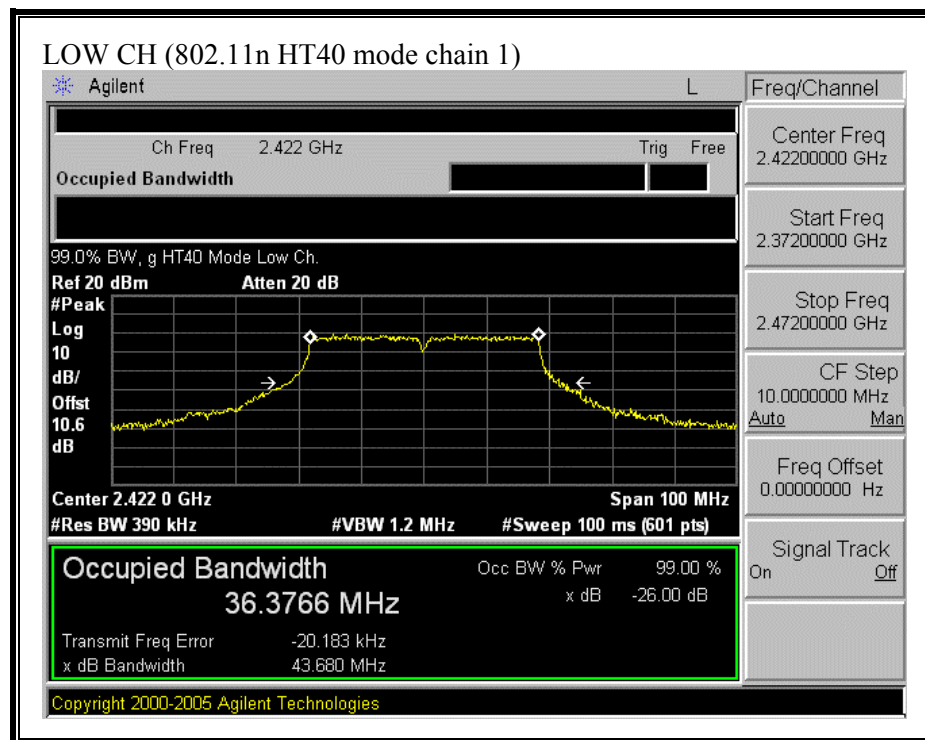 LOW CH (802.11n HT40 mode chain 1)
Agilent L Freq/Channel
Ch Freq 2.422 GHz Trig Free
Occupied Bandwidth
Center Freq
2.42200000 GHz
Start Freq
2.37200000 GHz
Stop Freq
2.47200000 GHz
CF Step
10.0000000 MHz
Auto Man
Freq Offset
0.00000000 Hz
Signal Track
On Off
99.0% BW, g HT40 Mode Low Ch.
Ref 20 dBm Atten 20 dB
#Peak
Log
10
dB/
Offst
10.6
dB
Center 2.422 0 GHz Span 100 MHz
#Res BW 390 kHz #VBW 1.2 MHz #Sweep 100 ms (601 pts)
Occupied Bandwidth Occ BW % Pwr 99.00 %
36.3766 MHz x dB -26.00 dB
Transmit Freq Error -20.183 kHz
x dB Bandwidth 43.680 MHz
Copyright 2000-2005 Agilent Technologies